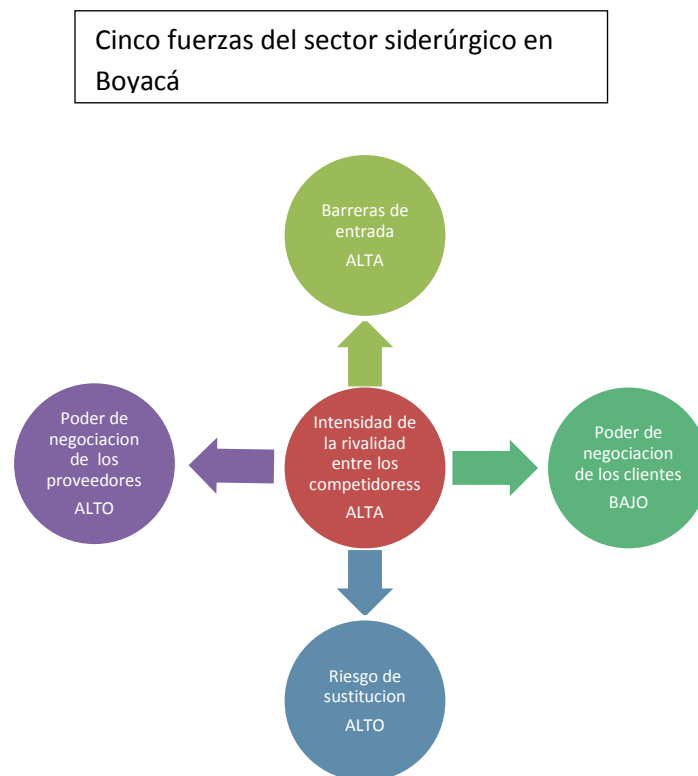 Cinco fuerzas del sector siderúrgico en
Boyacá
Barreras de
entrada
ALTA
Poder de
negociacion
de los
proveedores
ALTO
Intensidad de
la rivalidad
entre los
competidoress
ALTA
Poder de
negociacion
de los clientes
BAJO
Riesgo de
sustitucion
ALTO